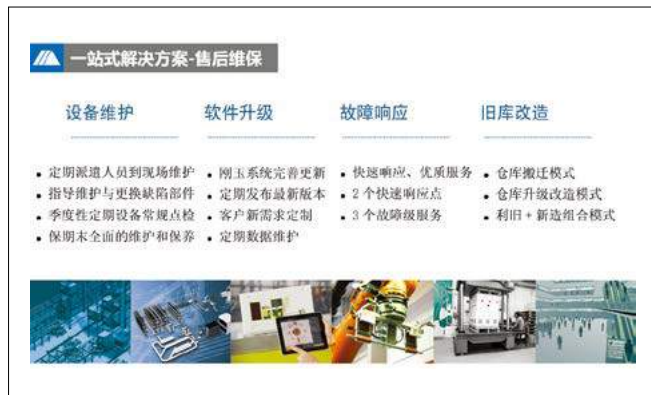 一站式解决方案-售后维保
设备维护
定期派遣人员到现场维护
指导维护与更换缺陷部件
季度性定期设备常规点检
保期末全面的维护和保养
软件升级
刚玉系统完善更新
定期发布最新版本
客户新需求定制
定期数据维护
故障响应
快速响应、优质服务
2个快速响应点
3个故障级服务
旧库改造
仓库搬迁模式
仓库升级改造模式
利旧+新造组合模式